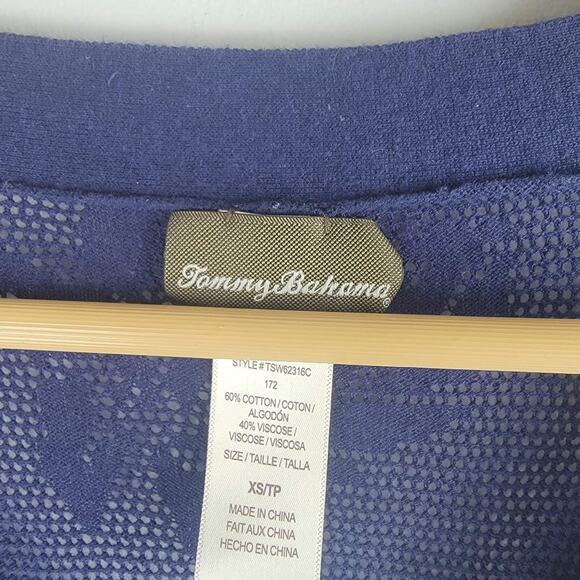 Tommy Bahama
STYLE # TSW62316C
172
60% COTTON / COTON /
ALGODÓN
40% VISCOSE /
VISCOSE / VISCOSA
SIZE / TAILLE / TALLA
XS/TP
MADE IN CHINA
FAIT AUX CHINA
HECHO EN CHINA